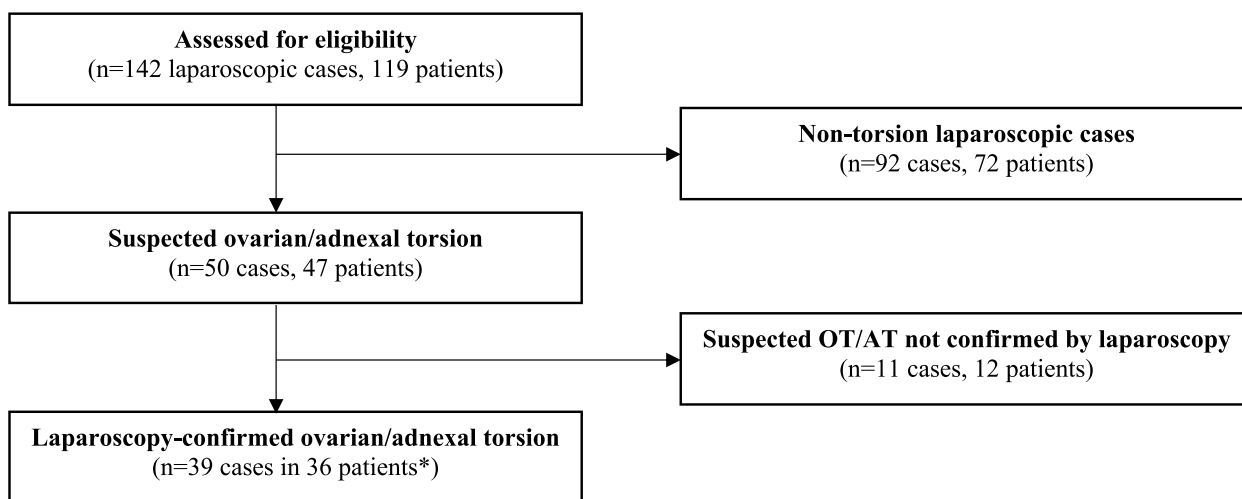 Assessed for eligibility
(n=142 laparoscopic cases, 119 patients)
Non-torsion laparoscopic cases
(n=92 cases, 72 patients)
Suspected ovarian/adnexal torsion
(n=50 cases, 47 patients)
Suspected OT/AT not confirmed by laparoscopy
(n=11 cases, 12 patients)
Laparoscopy-confirmed ovarian/adnexal torsion
(n=39 cases in 36 patients*)